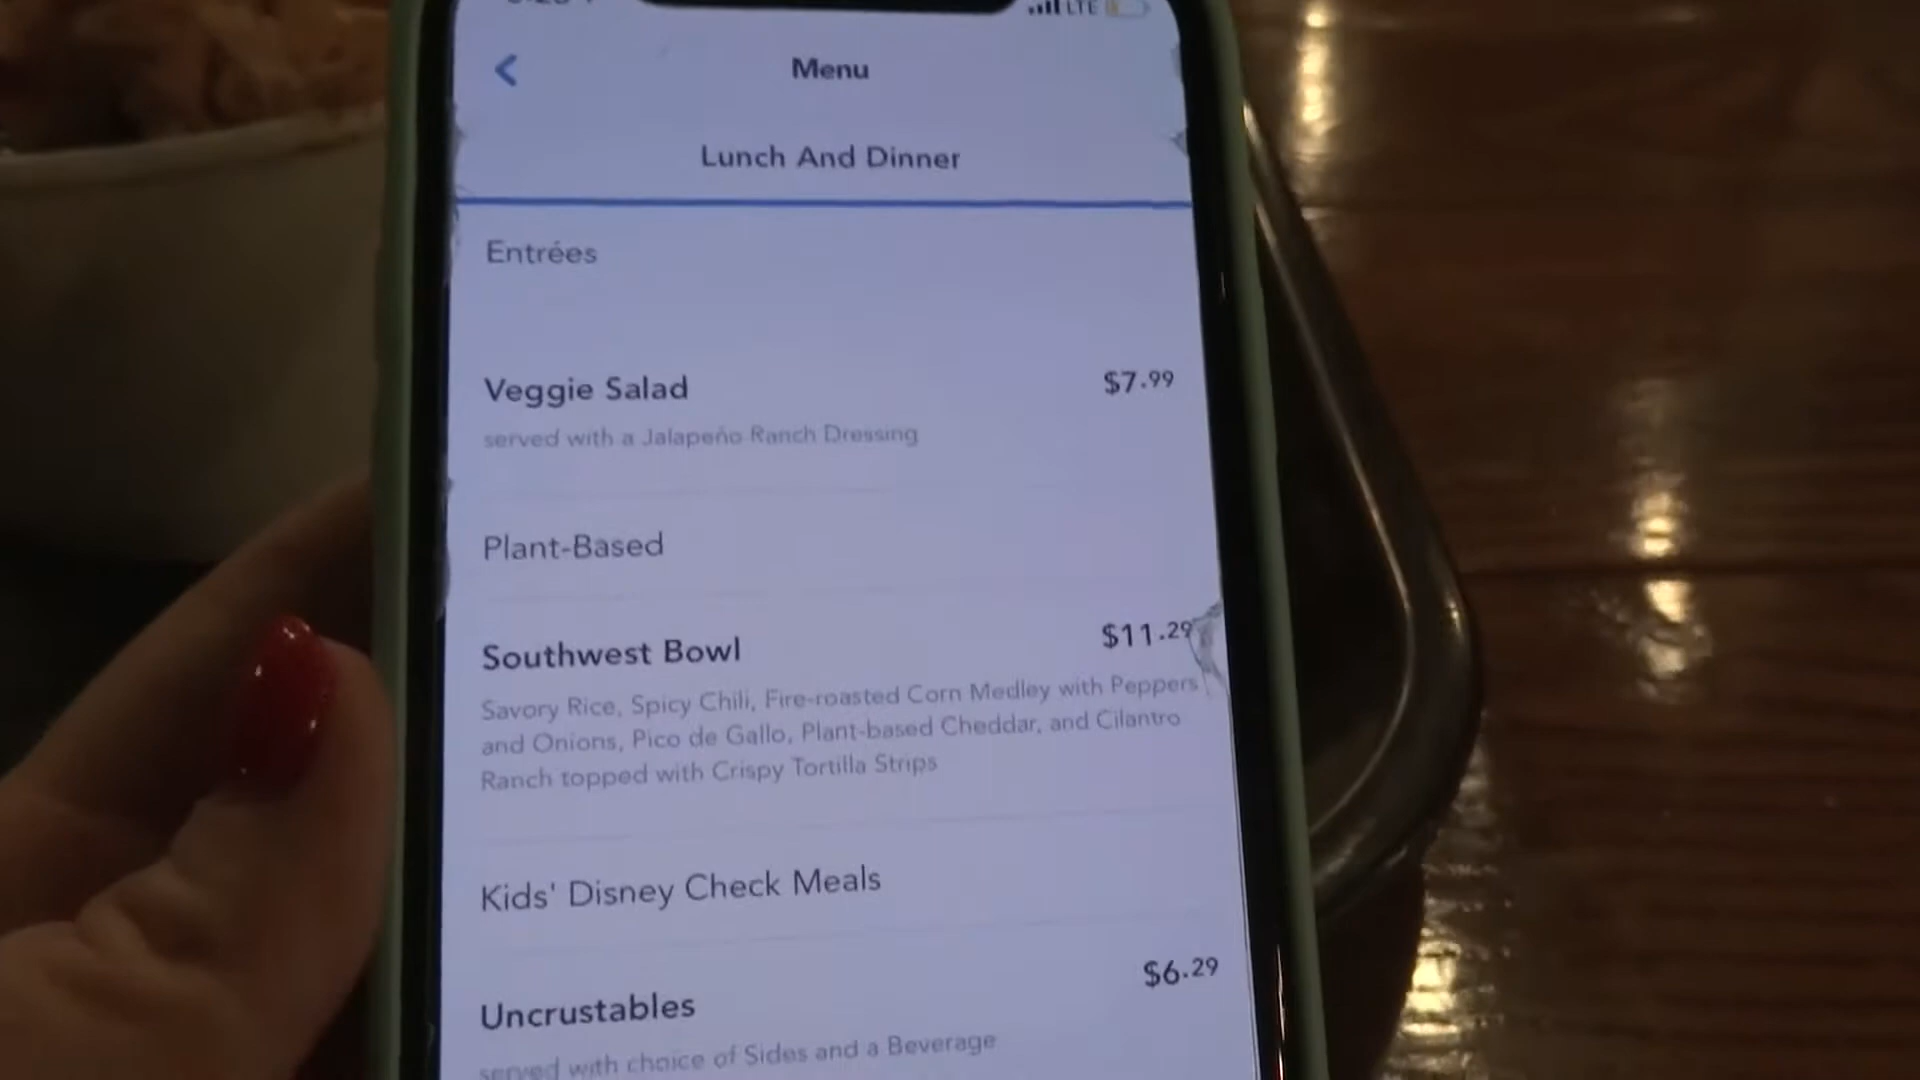 LTE
Menu
Lunch And Dinner
Entrées
Veggie Salad $7.99
served with a Jalapeño Ranch Dressing
Plant-Based
Southwest Bowl $11.29
Savory Rice, Spicy Chili, Fire-roasted Corn Medley with Peppers
and Onions, Pico de Gallo, Plant-based Cheddar, and Cilantro
Ranch topped with Crispy Tortilla Strips
Kids' Disney Check Meals
Uncrustables $6.29
served with choice of Sides and a Beverage